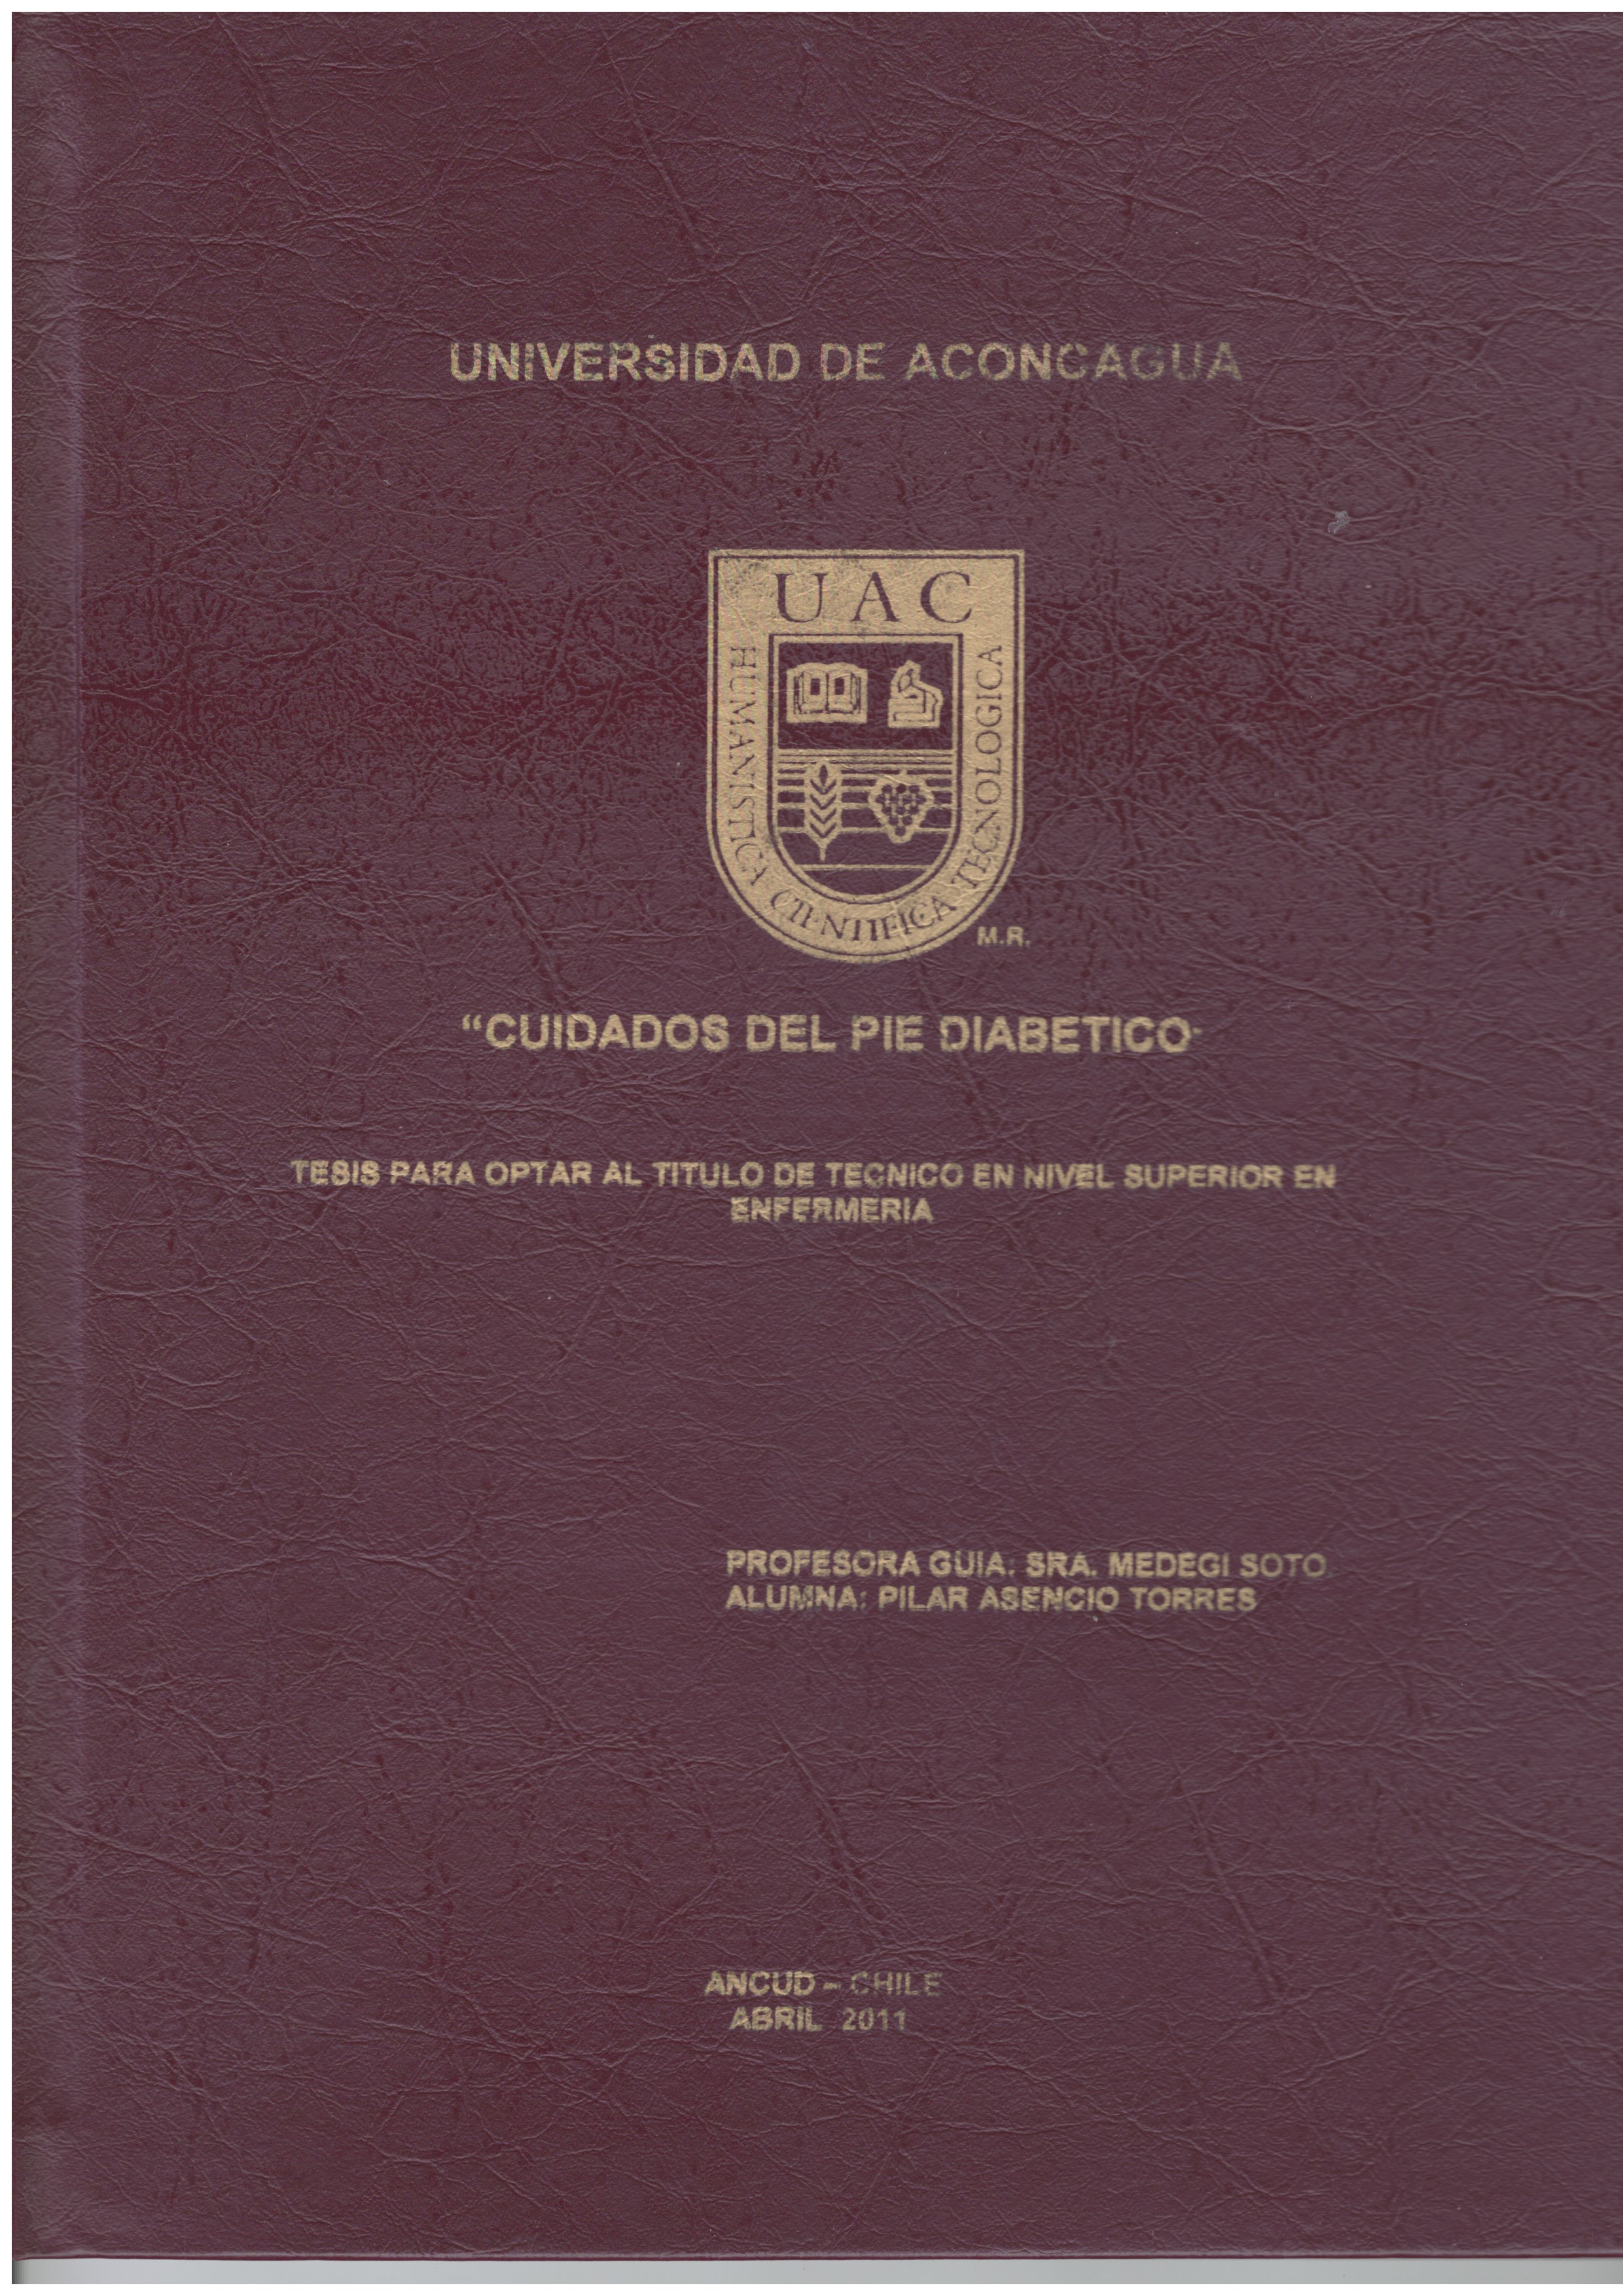 UNIVERSIDAD DE ACONCAGUA
UAC
HUMANISTICA CIENTIFICA TECNOLOGICA
M.R.
“CUIDADOS DEL PIE DIABETICO”
TESIS PARA OPTAR AL TITULO DE TECNICO EN NIVEL SUPERIOR EN
ENFERMERIA
PROFESORA GUIA: SRA. MEDEGI SOTO.
ALUMNA: PILAR ASENCIO TORRES
ANCUD – CHILE
ABRIL 2011